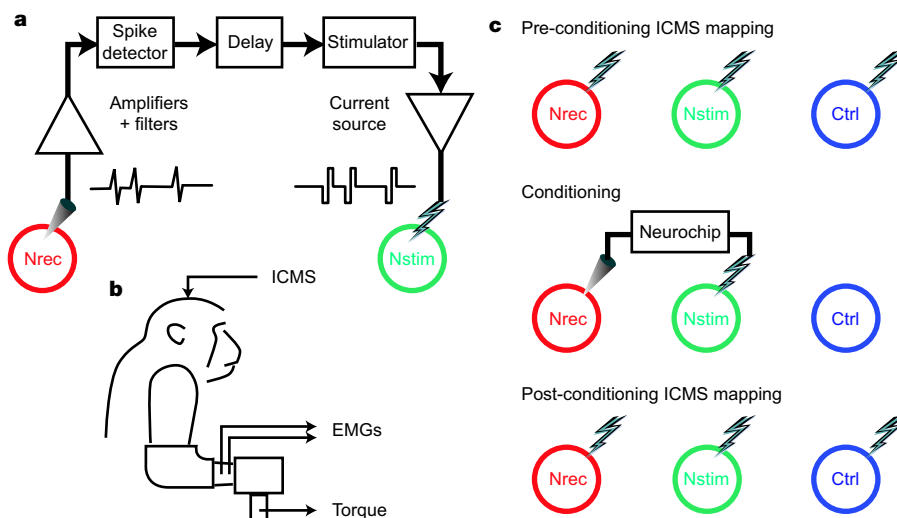 a
Spike
detector
Delay
Stimulator
Amplifiers
+ filters
Current
source
Nrec
Nstim
b
ICMS
EMGs
Torque
c
Pre-conditioning ICMS mapping
Nrec
Nstim
Ctrl
Conditioning
Neurochip
Nrec
Nstim
Ctrl
Post-conditioning ICMS mapping
Nrec
Nstim
Ctrl